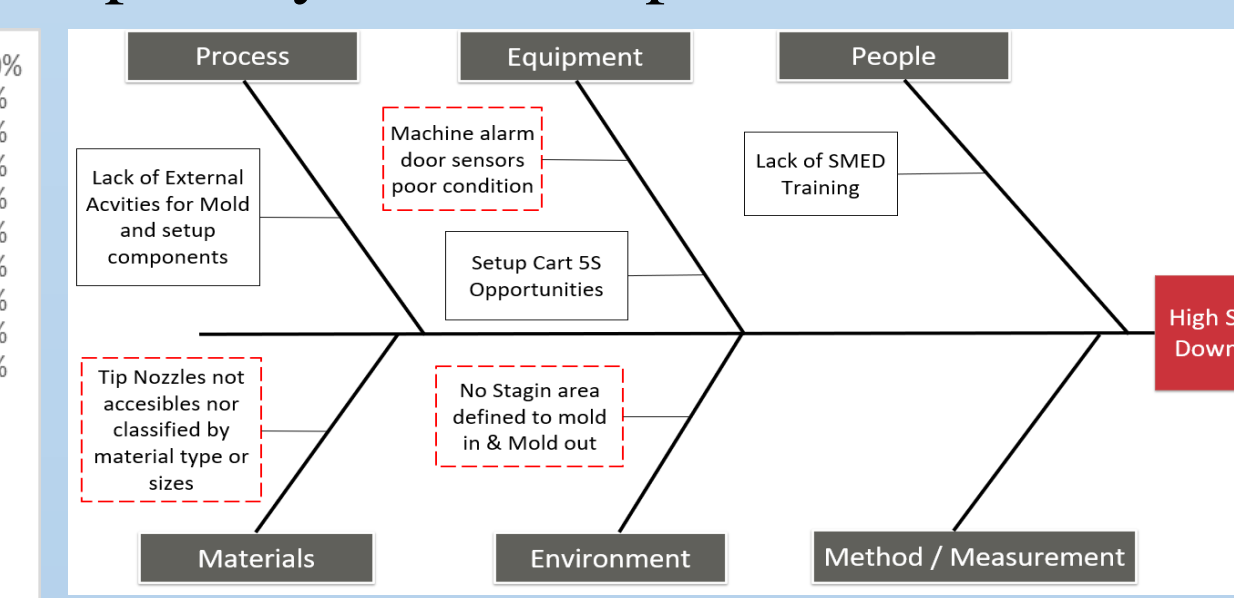 Process
Equipment
People
Machine alarm
door sensors
poor condition
Lack of SMED
Training
Lack of External
Acvities for Mold
and setup
components
Setup Cart 5S
Opportunities
High
Tip Nozzles not
accesibles nor
classified by
material type or
sizes
No Stagin area
defined to mold
in & Mold out
Materials
Environment
Method / Measurement